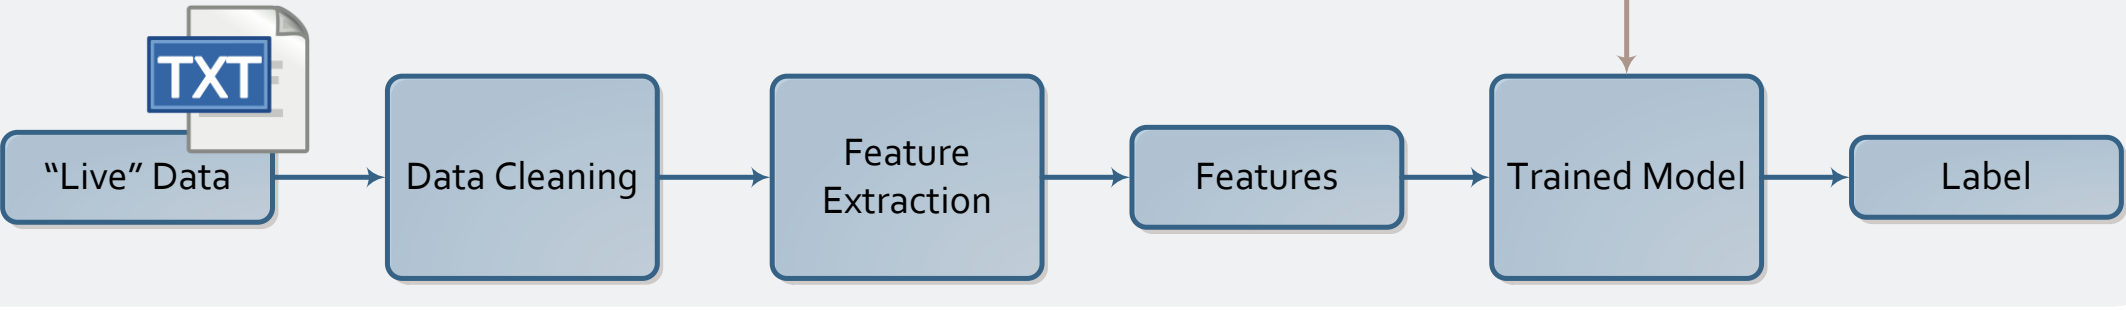 TXT
“Live” Data
Data Cleaning
Feature
Extraction
Features
Trained Model
Label